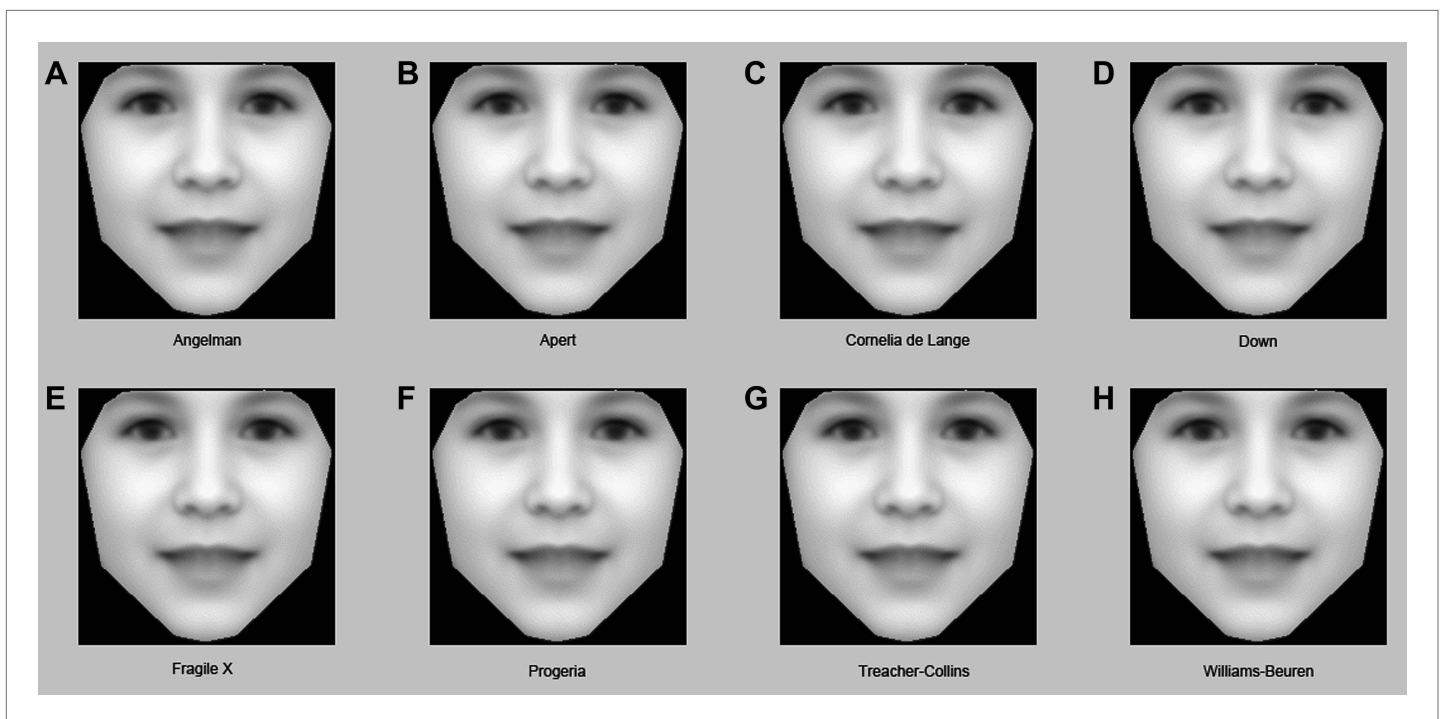 A
B
C
D
Angelman
Apert
Cornelia de Lange
Down
E
F
G
H
Fragile X
Progeria
Treacher-Collins
Williams-Beuren